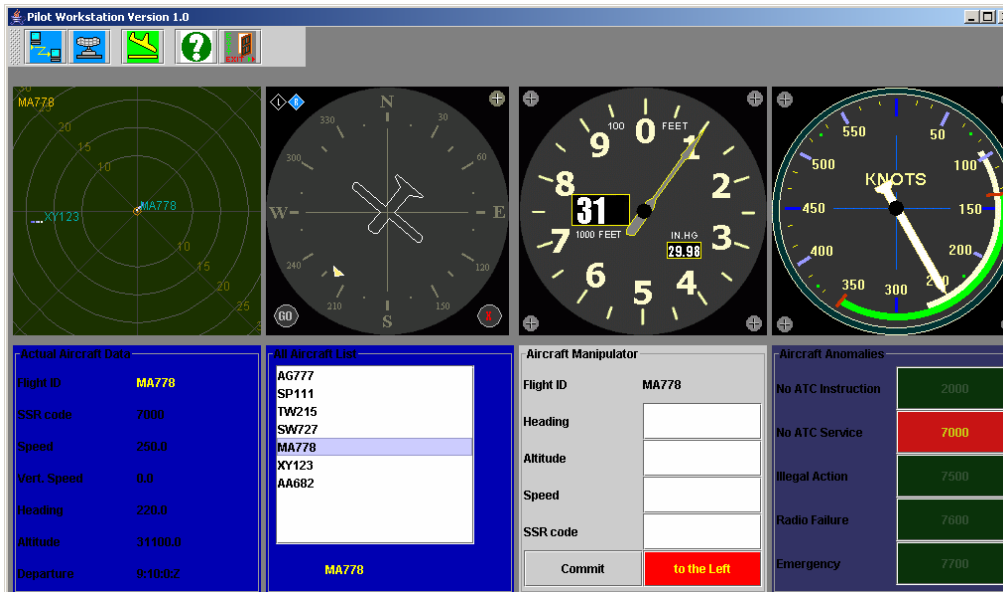 Pilot Workstation Version 1.0
EXIT
MA778
20
15
10
XY123
MA778
10
15
20
25
L R
N
330 30
300 60
W E
240 120
210 150
S
GO X
100 FEET
0
9 1
8 2
31
1000 FEET
IN.HG
29.98
7 3
6 4
5
KNOTS
550 50
500 100
450 150
400 200
350 300 250
Actual Aircraft Data
Flight ID MA778
SSR code 7000
Speed 250.0
Vert. Speed 0.0
Heading 220.0
Altitude 31100.0
Departure 9:10:0:2
All Aircraft List
AG777
SP111
TW215
SW727
MA778
XY123
AA682
MA778
Aircraft Manipulator
Flight ID MA778
Heading
Altitude
Speed
SSR code
Commit to the Left
Aircraft Anomalies
No ATC Instruction 2000
No ATC Service 7000
Illegal Action 7500
Radio Failure 7600
Emergency 7700